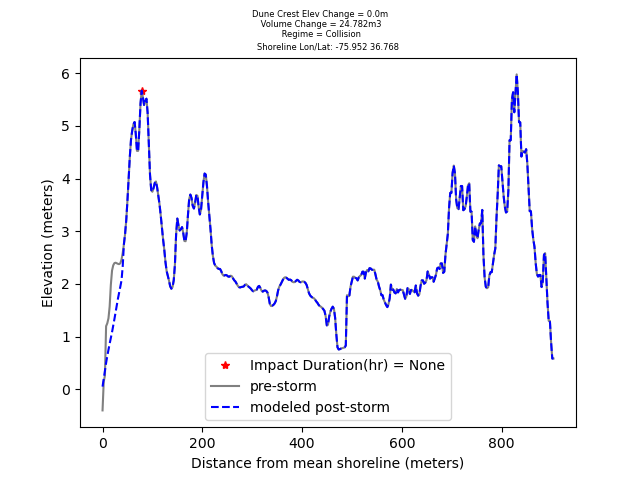 Dune Crest Elev Change = 0.0m
Volume Change = 24.782m3
Regime = Collision
Shoreline Lon/Lat: -75.952 36.768
6
5
4
3
2
1
0
Elevation (meters)
Impact Duration(hr) = None
pre-storm
modeled post-storm
0 200 400 600 800
Distance from mean shoreline (meters)